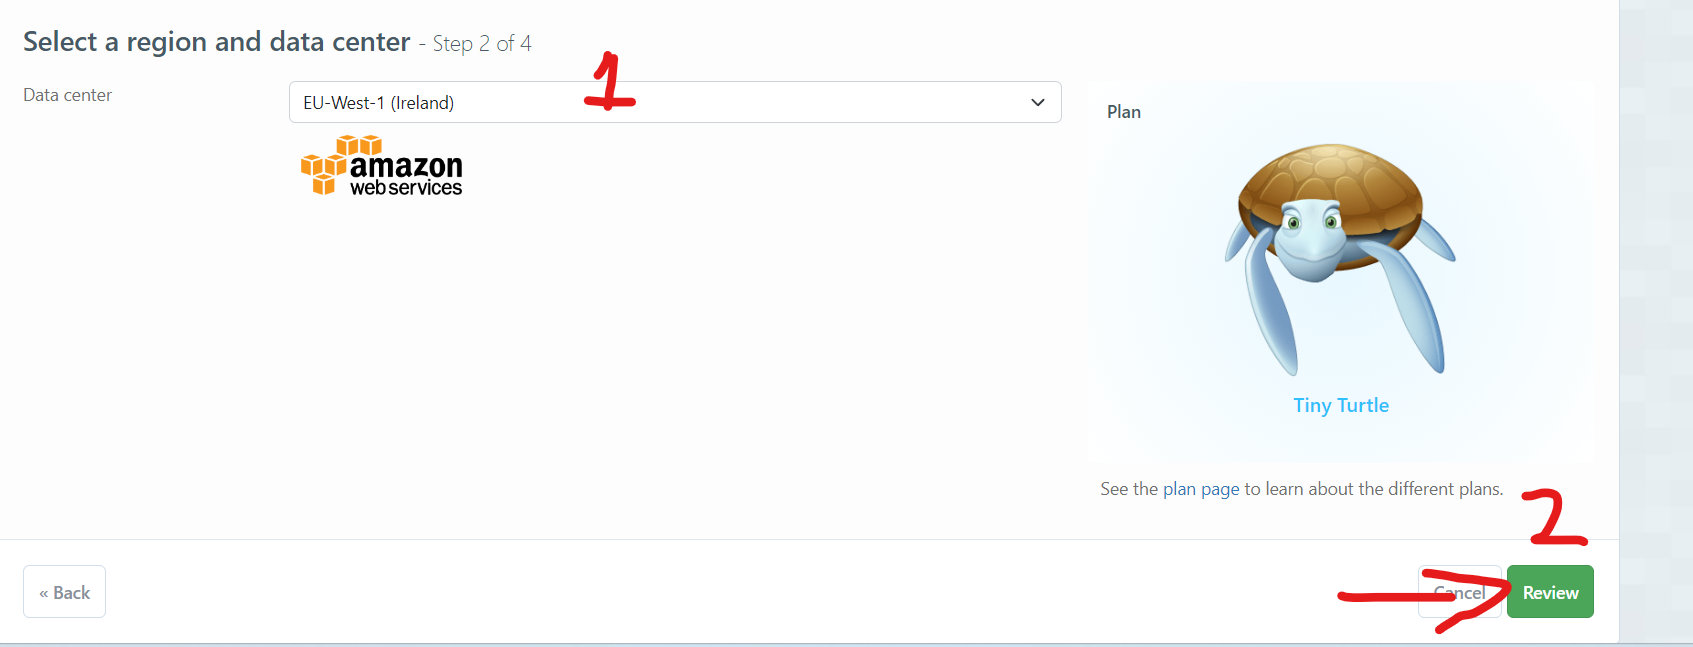 Select a region and data center - Step 2 of 4
1
Data center
EU-West-1 (Ireland)
amazon
web services
Plan
Tiny Turtle
See the plan page to learn about the different plans.
2
« Back
Cancel
Review